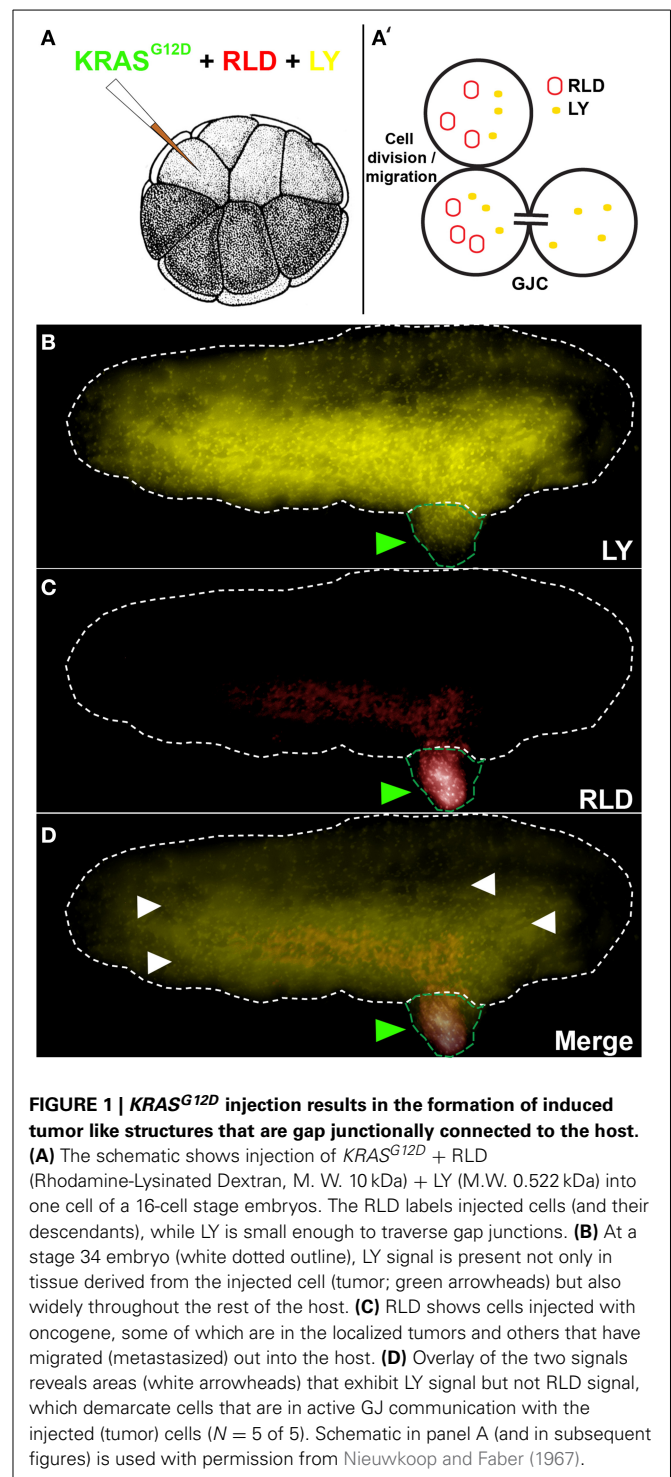 A
KRASG12D + RLD + LY
A′
RLD
LY
Cell
division /
migration
GJC
B
LY
C
RLD
D
Merge
FIGURE 1 | KRASG12D injection results in the formation of induced
tumor like structures that are gap junctionally connected to the host.
(A) The schematic shows injection of KRASG12D + RLD
(Rhodamine-Lysinated Dextran, M. W. 10 kDa) + LY (M.W. 0.522 kDa) into
one cell of a 16-cell stage embryos. The RLD labels injected cells (and their
descendants), while LY is small enough to traverse gap junctions. (B) At a
stage 34 embryo (white dotted outline), LY signal is present not only in
tissue derived from the injected cell (tumor; green arrowheads) but also
widely throughout the rest of the host. (C) RLD shows cells injected with
oncogene, some of which are in the localized tumors and others that have
migrated (metastasized) out into the host. (D) Overlay of the two signals
reveals areas (white arrowheads) that exhibit LY signal but not RLD signal,
which demarcate cells that are in active GJ communication with the
injected (tumor) cells (N = 5 of 5). Schematic in panel A (and in subsequent
figures) is used with permission from Nieuwkoop and Faber (1967).